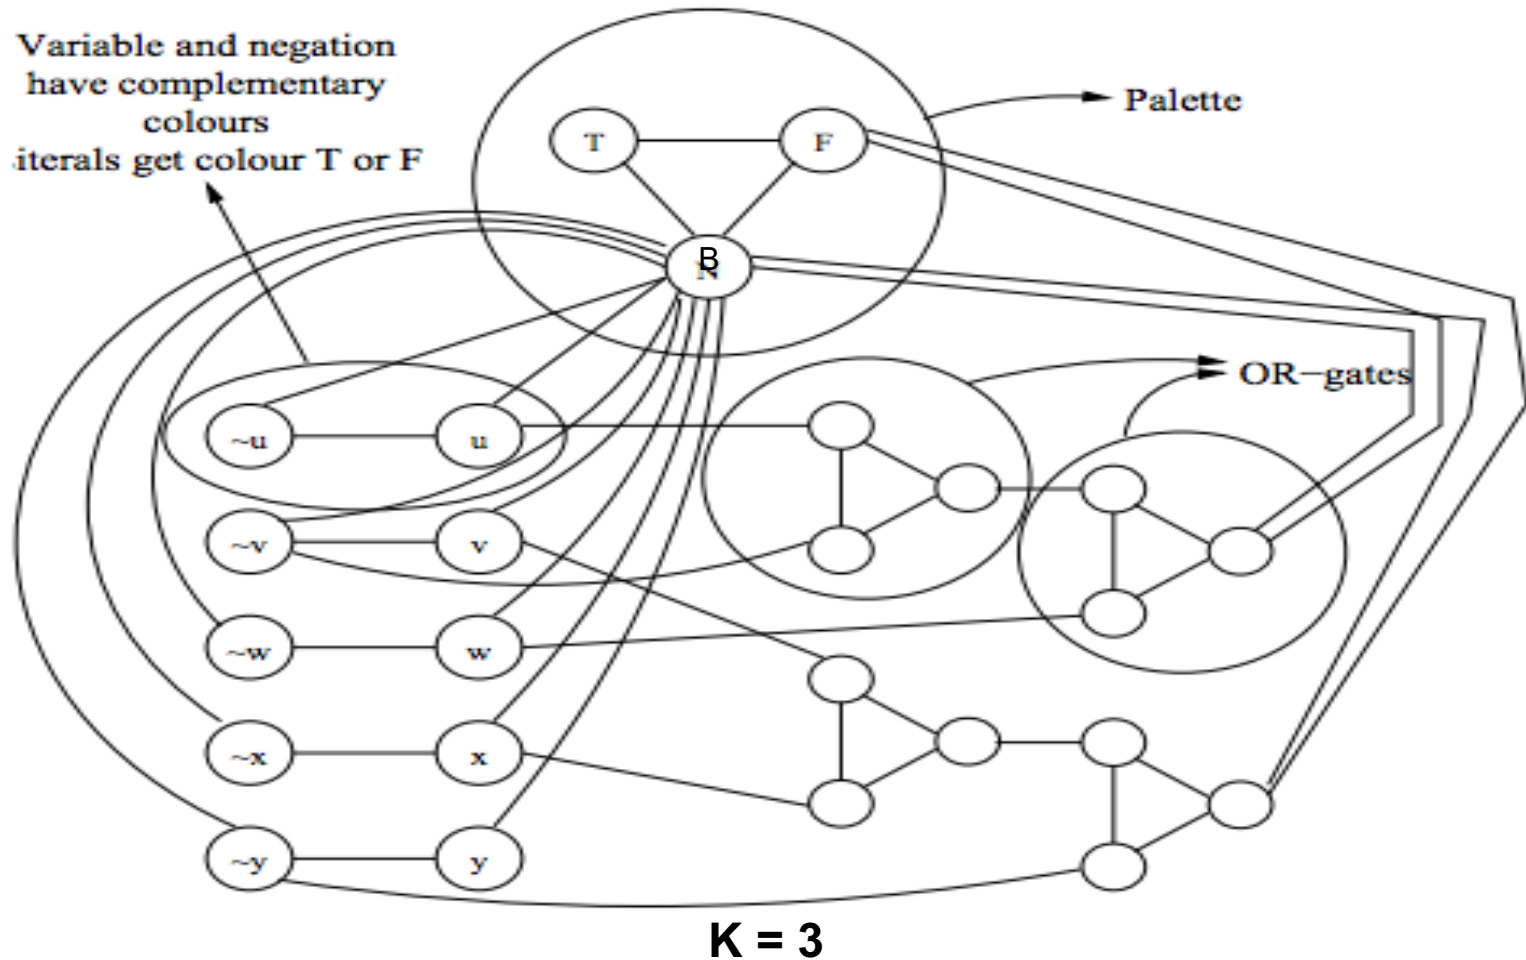 Variable and negation
have complementary
colours
iterals get colour T or F
Palette
T
F
B
N
OR−gates
~u
u
~v
v
~w
w
~x
x
~y
y
K = 3